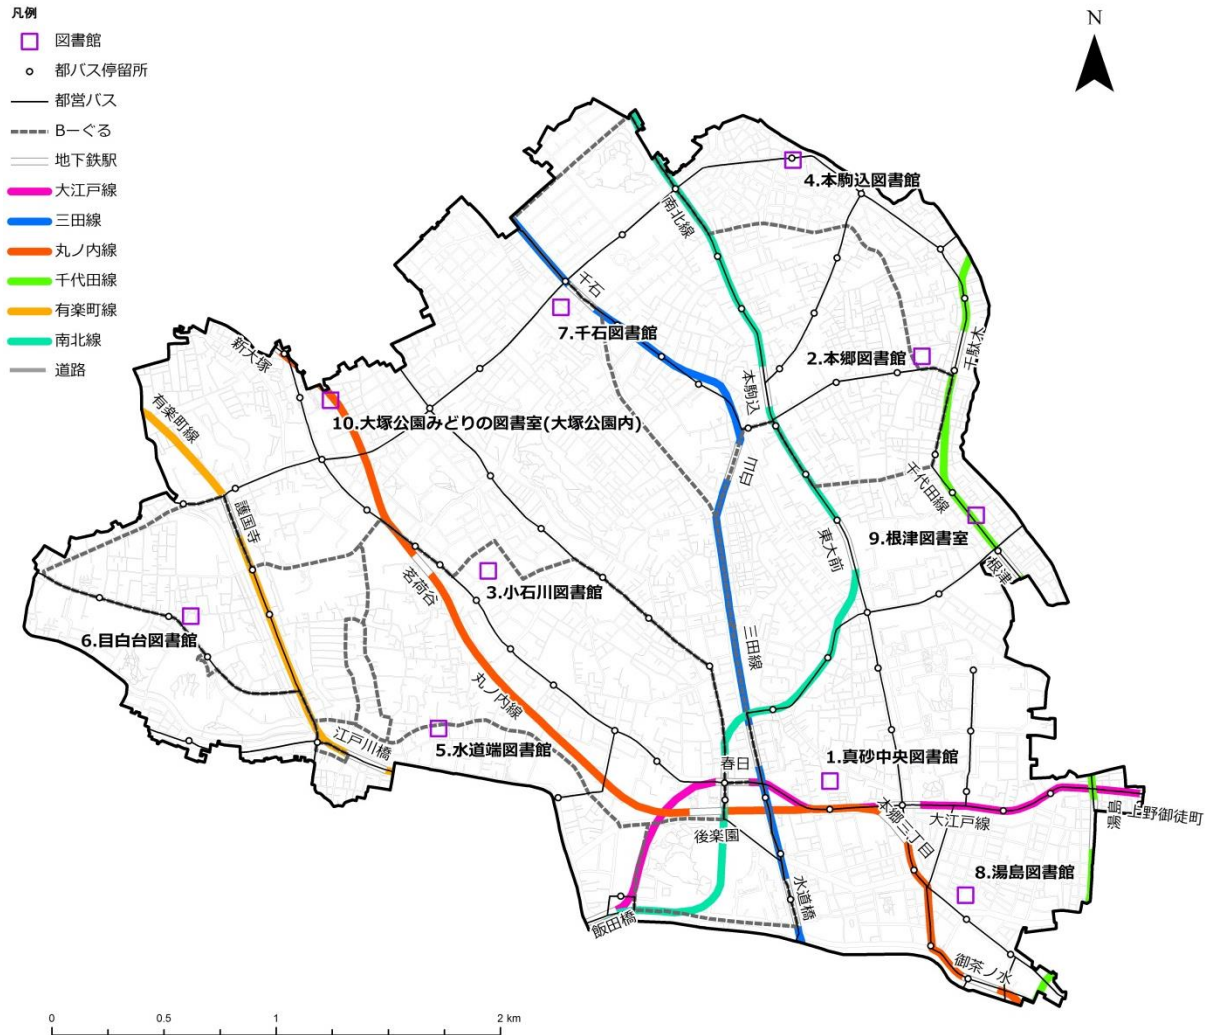 凡例
図書館
都バス停留所
都営バス
Bーぐる
地下鉄駅
大江戸線
三田線
丸ノ内線
千代田線
有楽町線
南北線
道路
N
4.本駒込図書館
南北線
千石
7.千石図書館
2.本郷図書館
千駄木
新大塚
本駒込
有楽町線
10.大塚公園みどりの図書室(大塚公園内)
白山
千代田線
護国寺
9.根津図書室
東大前
根津
茗荷谷
3.小石川図書館
6.目白台図書館
三田線
丸ノ内線
江戸川橋
5.水道端図書館
春日
1.真砂中央図書館
本郷三丁目
大江戸線
湯島
上野御徒町
後楽園
8.湯島図書館
水道橋
飯田橋
御茶ノ水
0 0.5 1 2 km